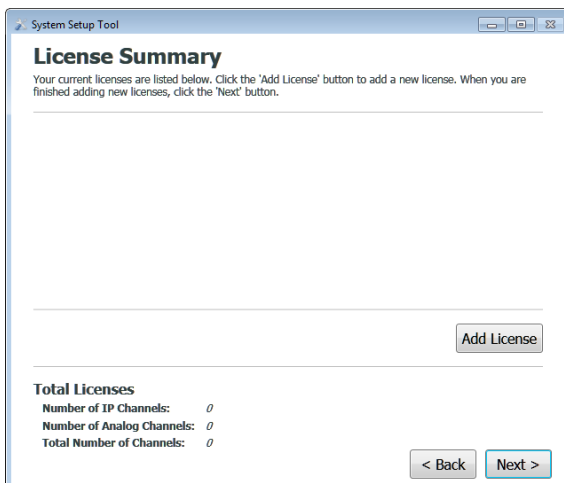 System Setup Tool
License Summary
Your current licenses are listed below. Click the 'Add License' button to add a new license. When you are
finished adding new licenses, click the 'Next' button.
Add License
Total Licenses
Number of IP Channels: 0
Number of Analog Channels: 0
Total Number of Channels: 0
< Back Next >